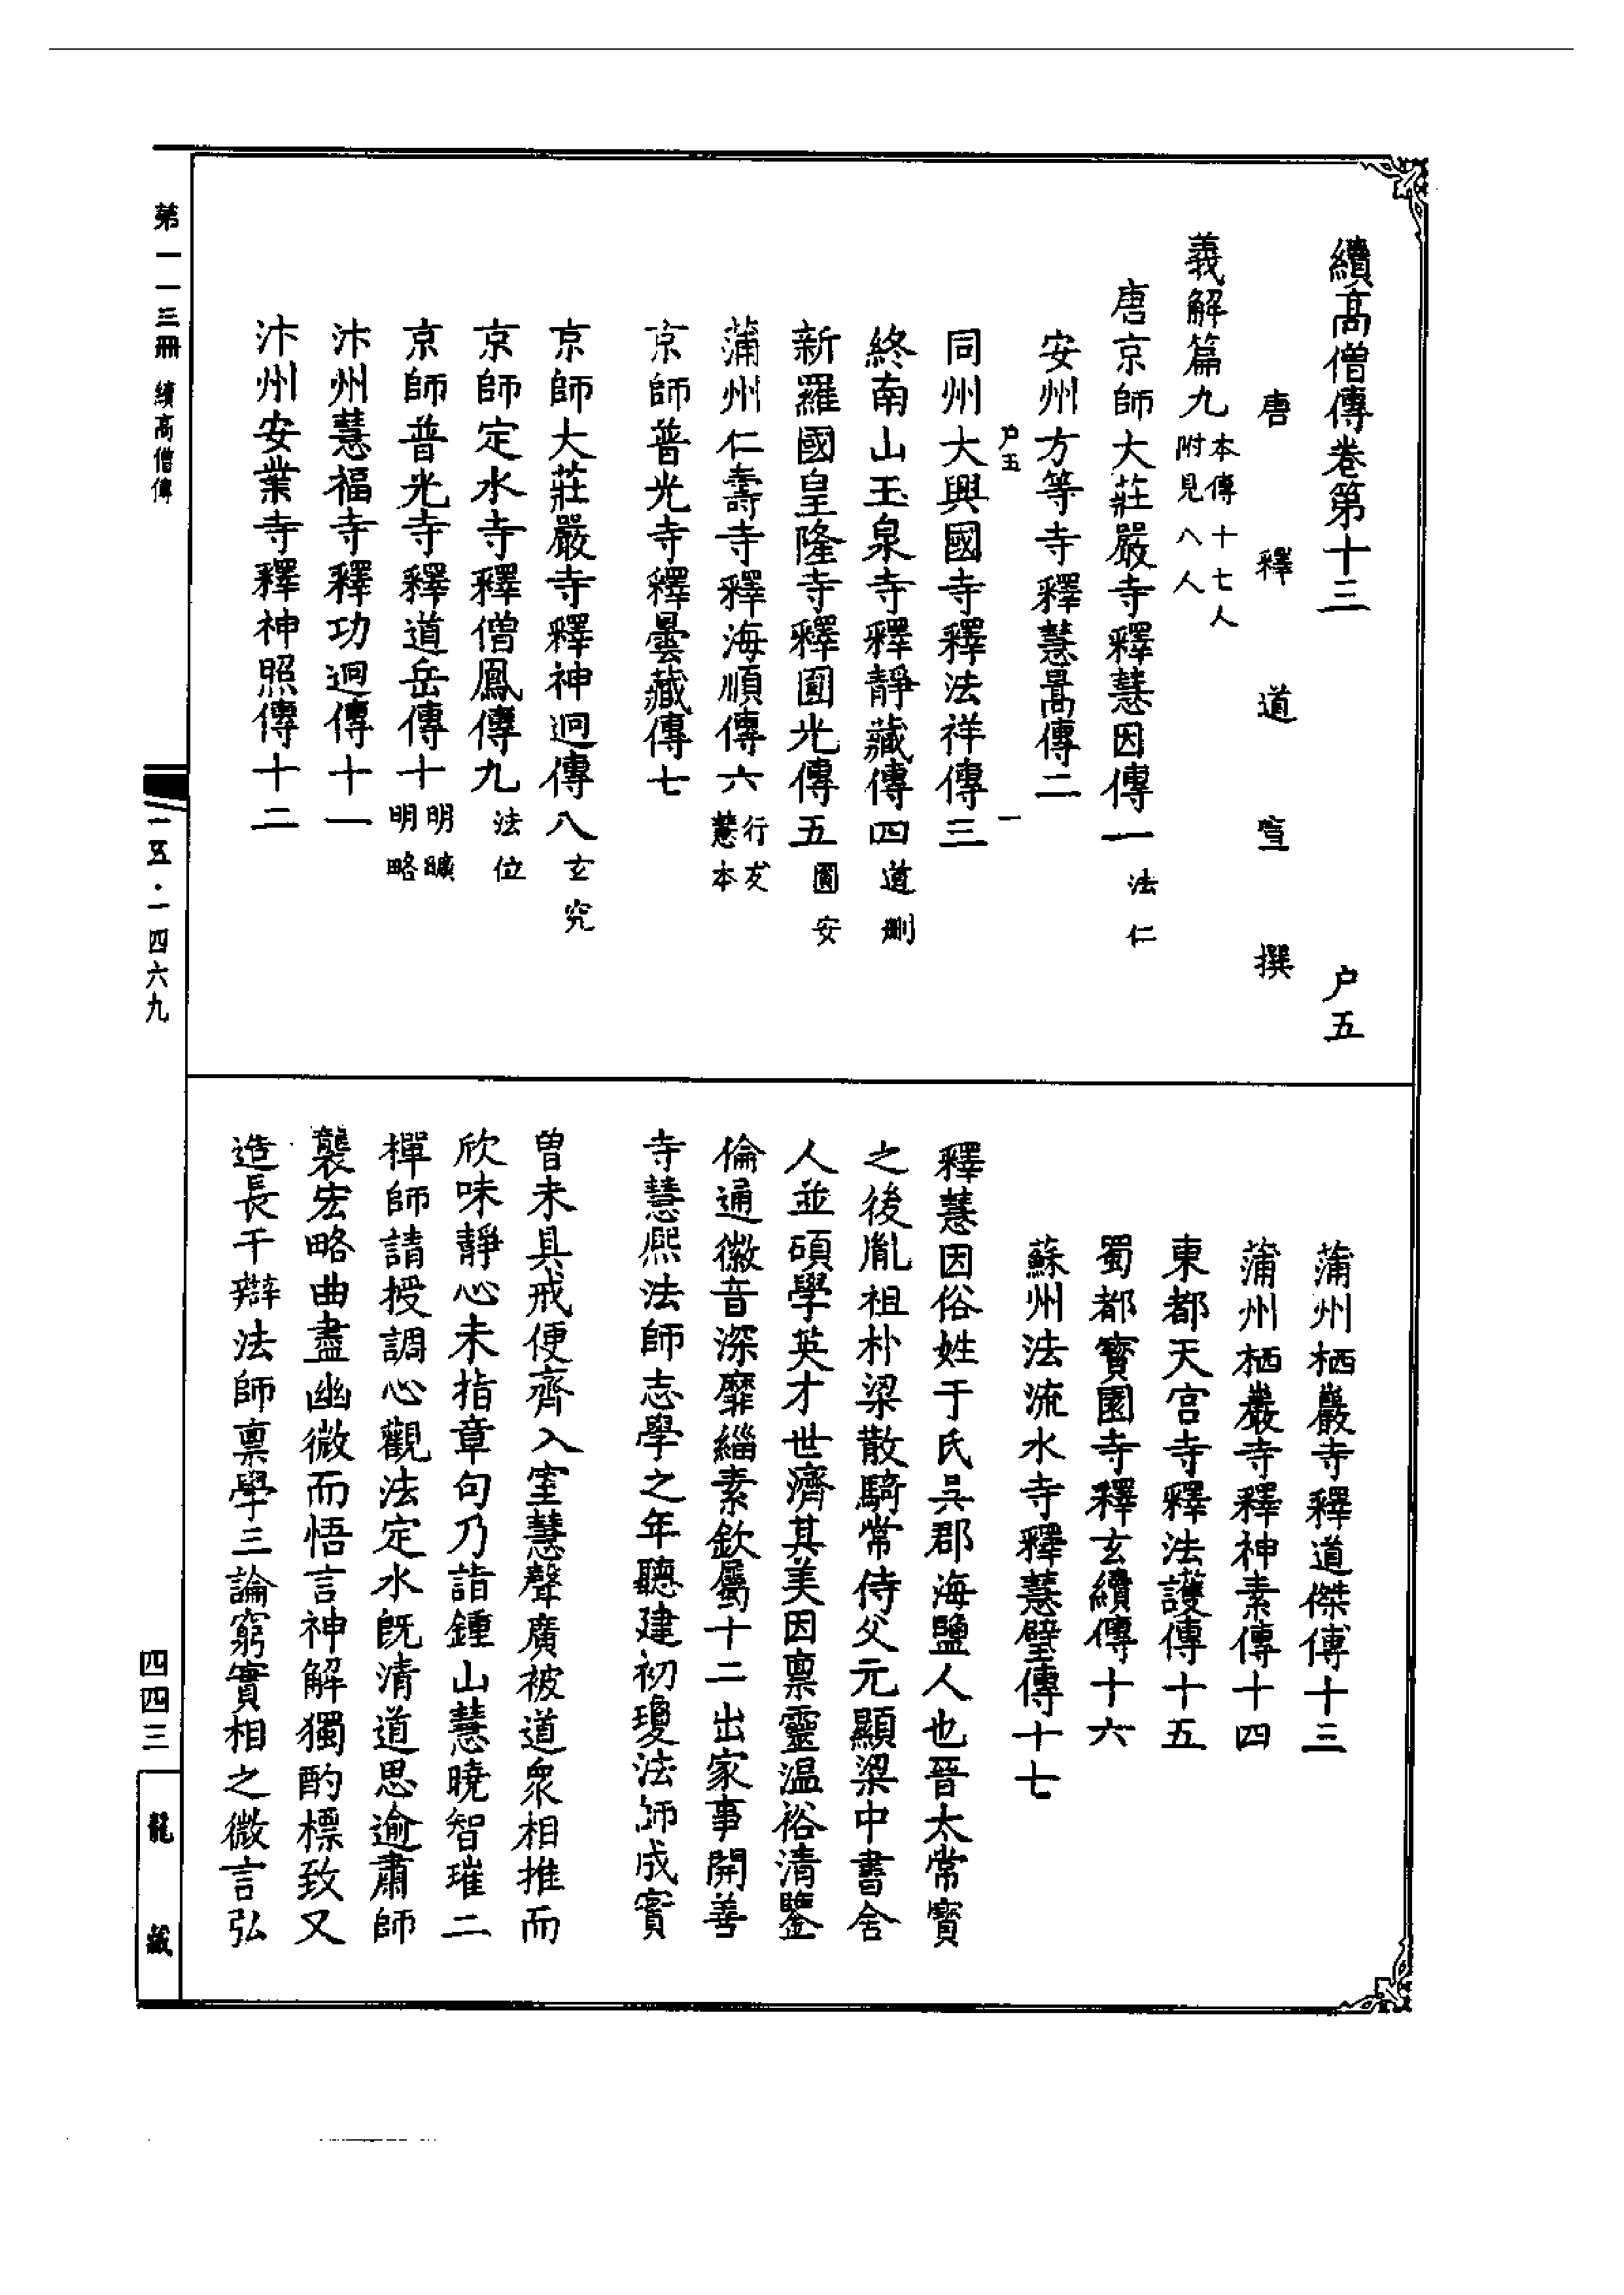 續高僧傳卷第十三　户五
唐釋道宣撰
義解篇九 本傳十七人 附見八人
唐京師大莊嚴寺釋慧因傳一 法仁
安州方等寺釋慧暠傳二
户五　一
同州大興國寺釋法祥傳三
終南山玉泉寺釋靜藏傳四 道刪
新羅國皇隆寺釋圓光傳五 圓安
蒲州仁壽寺釋海順傳六 行友 慧本
京師普光寺釋曇藏傳七
京師大莊嚴寺釋神迥傳八 玄究
京師定水寺釋僧鳳傳九 法位
京師普光寺釋道岳傳十 明曠 明略
汴州慧福寺釋功迥傳十一
汴州安業寺釋神照傳十二
蒲州栖巖寺釋道傑傳十三
蒲州栖巖寺釋神素傳十四
東都天宮寺釋法護傳十五
蜀都寶園寺釋玄續傳十六
蘇州法流水寺釋慧璧傳十七
釋慧因俗姓于氏吳郡海鹽人也晉太常寶
之後胤祖朴梁散騎常侍父元顯梁中書舍
人並碩學英才世濟其美因稟靈温裕清鑒
倫通徽音深靡緇素欽屬十二出家事開善
寺慧熙法師志學之年聽建初瓊法師成實
曽未具戒便齊入室慧聲廣被道衆相推而
欣味靜心未指章句乃詣鍾山慧曉智璀二
禪師請授調心觀法定水既清道思逾肅師
襲宏略曲盡幽微而悟言神解獨酌標致又
造長干辯法師稟學三論窮實相之微言弘
第一一三冊　續高僧傳
一五·一四六九
四四三
龍藏